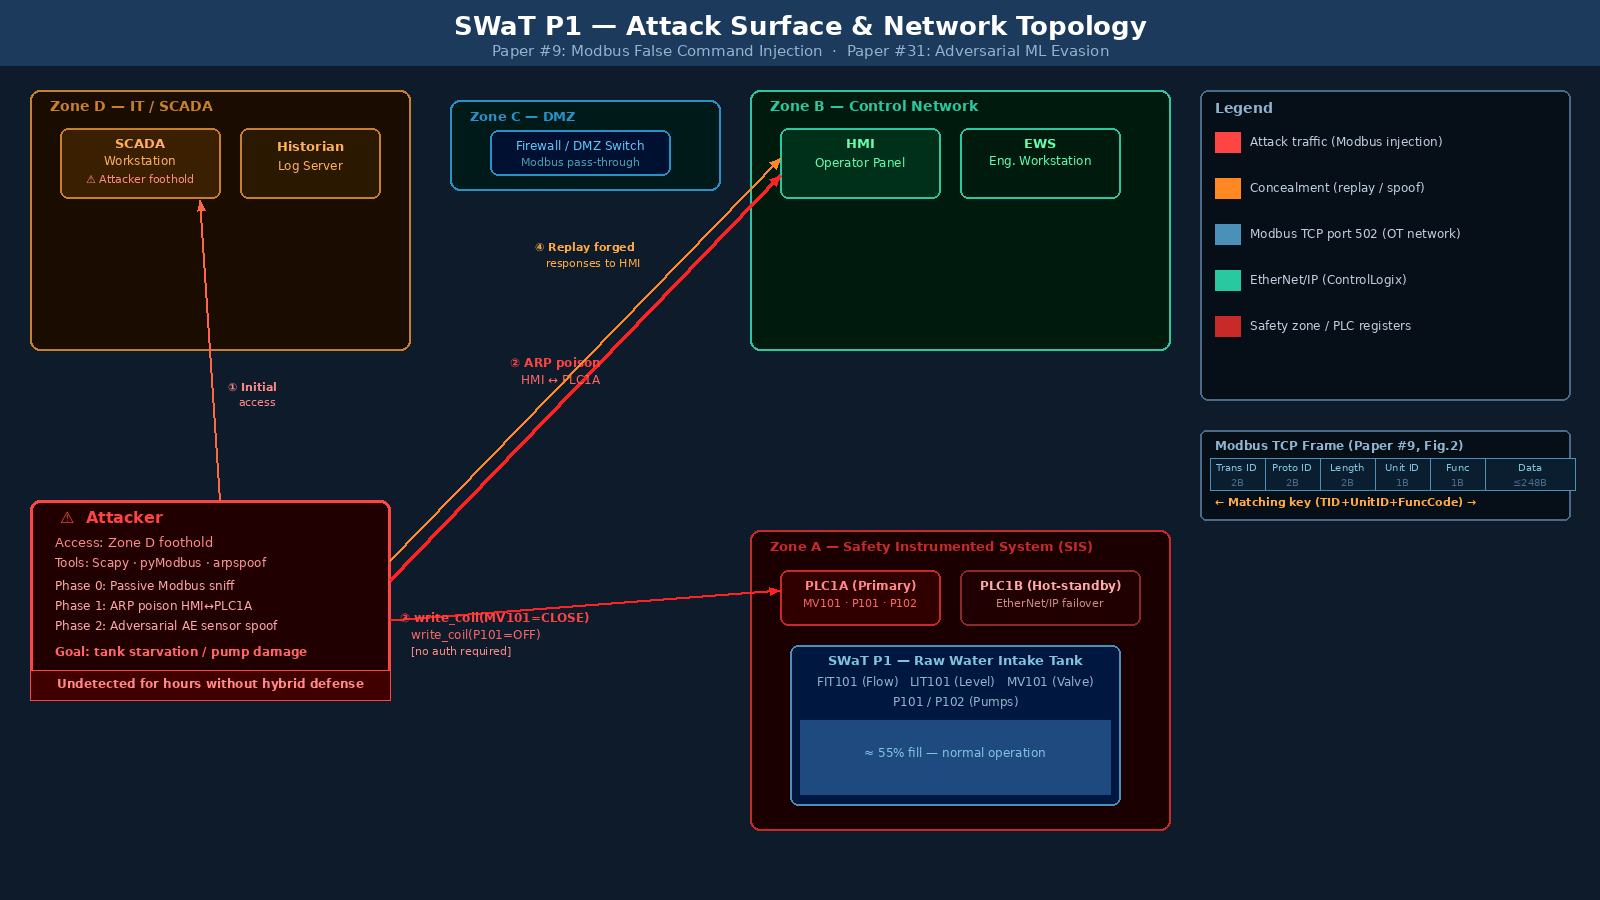 SWaT P1 — Attack Surface & Network Topology
Paper #9: Modbus False Command Injection · Paper #31: Adversarial ML Evasion
Zone D — IT / SCADA
SCADA
Workstation
⚠ Attacker foothold
Historian
Log Server
Zone C — DMZ
Firewall / DMZ Switch
Modbus pass-through
Zone B — Control Network
HMI
Operator Panel
EWS
Eng. Workstation
Legend
Attack traffic (Modbus injection)
Concealment (replay / spoof)
Modbus TCP port 502 (OT network)
EtherNet/IP (ControlLogix)
Safety zone / PLC registers
④ Replay forged
responses to HMI
② ARP poison
HMI ↔ PLC1A
① Initial
access
Modbus TCP Frame (Paper #9, Fig.2)
Trans ID Proto ID Length Unit ID Func Data
2B 2B 2B 1B 1B ≤248B
← Matching key (TID+UnitID+FuncCode) →
⚠ Attacker
Access: Zone D foothold
Tools: Scapy · pyModbus · arpspoof
Phase 0: Passive Modbus sniff
Phase 1: ARP poison HMI↔PLC1A
Phase 2: Adversarial AE sensor spoof
Goal: tank starvation / pump damage
Undetected for hours without hybrid defense
③ write_coil(MV101=CLOSE)
write_coil(P101=OFF)
[no auth required]
Zone A — Safety Instrumented System (SIS)
PLC1A (Primary)
MV101 · P101 · P102
PLC1B (Hot-standby)
EtherNet/IP failover
SWaT P1 — Raw Water Intake Tank
FIT101 (Flow) LIT101 (Level) MV101 (Valve)
P101 / P102 (Pumps)
≈ 55% fill — normal operation